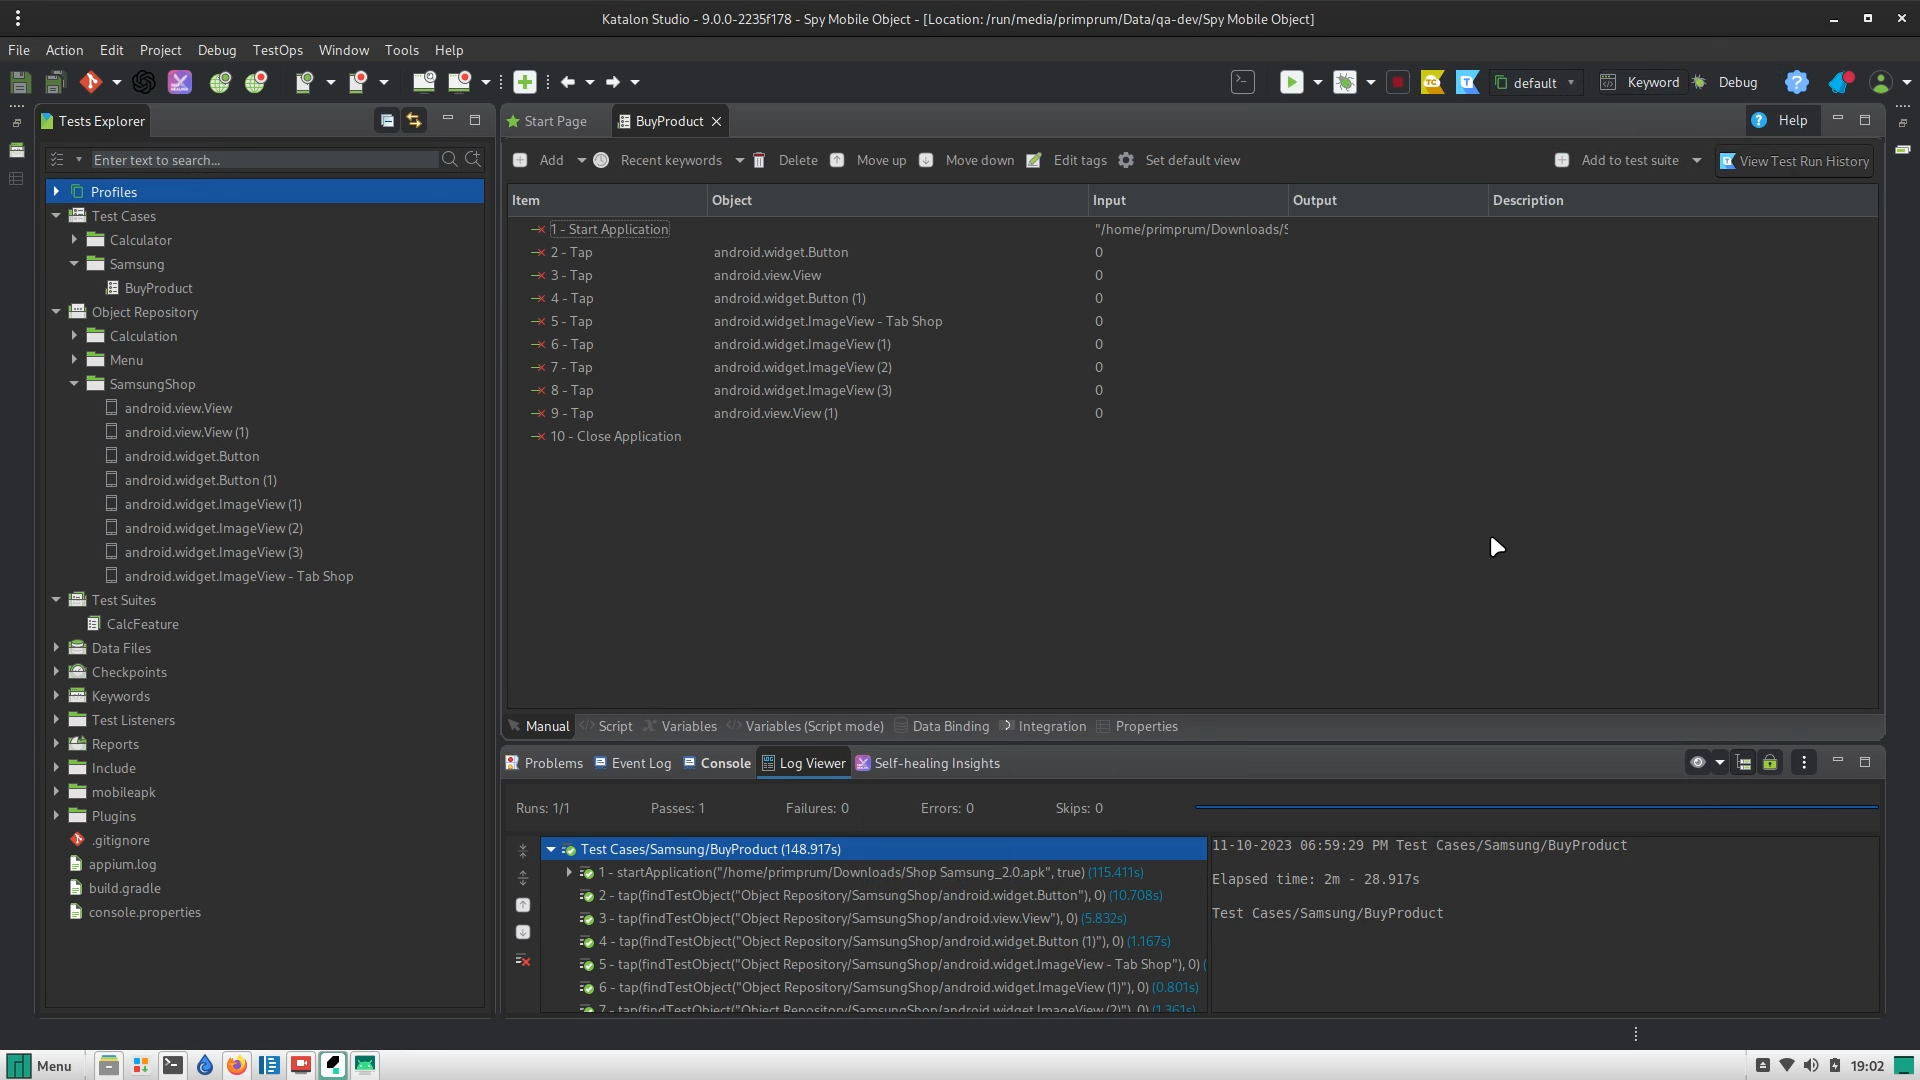 Katalon Studio - 9.0.0-2235f178 - Spy Mobile Object - [Location: /run/media/primprum/Data/qa-dev/Spy Mobile Object]
File Action Edit Project Debug TestOps Window Tools Help
default Keyword Debug
Tests Explorer
Enter text to search...
Profiles
Test Cases
Calculator
Samsung
BuyProduct
Object Repository
Calculation
Menu
SamsungShop
android.view.View
android.view.View (1)
android.widget.Button
android.widget.Button (1)
android.widget.ImageView (1)
android.widget.ImageView (2)
android.widget.ImageView (3)
android.widget.ImageView - Tab Shop
Test Suites
CalcFeature
Data Files
Checkpoints
Keywords
Test Listeners
Reports
Include
mobileapk
Plugins
.gitignore
appium.log
build.gradle
console.properties
Start Page BuyProduct Help
Add Recent keywords Delete Move up Move down Edit tags Set default view Add to test suite View Test Run History
Item Object Input Output Description
1 - Start Application "/home/primprum/Downloads/S
2 - Tap android.widget.Button 0
3 - Tap android.view.View 0
4 - Tap android.widget.Button (1) 0
5 - Tap android.widget.ImageView - Tab Shop 0
6 - Tap android.widget.ImageView (1) 0
7 - Tap android.widget.ImageView (2) 0
8 - Tap android.widget.ImageView (3) 0
9 - Tap android.view.View (1) 0
10 - Close Application
Manual Script Variables Variables (Script mode) Data Binding Integration Properties
Problems Event Log Console Log Viewer Self-healing Insights
Runs: 1/1 Passes: 1 Failures: 0 Errors: 0 Skips: 0
Test Cases/Samsung/BuyProduct (148.917s)
1 - startApplication("/home/primprum/Downloads/Shop Samsung_2.0.apk", true) (115.411s)
2 - tap(findTestObject("Object Repository/SamsungShop/android.widget.Button"), 0) (10.708s)
3 - tap(findTestObject("Object Repository/SamsungShop/android.view.View"), 0) (5.832s)
4 - tap(findTestObject("Object Repository/SamsungShop/android.widget.Button (1)"), 0) (1.167s)
5 - tap(findTestObject("Object Repository/SamsungShop/android.widget.ImageView - Tab Shop"), 0) (
6 - tap(findTestObject("Object Repository/SamsungShop/android.widget.ImageView (1)"), 0) (0.801s)
7 - tap(findTestObject("Object Repository/SamsungShop/android.widget.ImageView (2)"), 0) (1.361s)
11-10-2023 06:59:29 PM Test Cases/Samsung/BuyProduct
Elapsed time: 2m - 28.917s
Test Cases/Samsung/BuyProduct
Menu 19:02